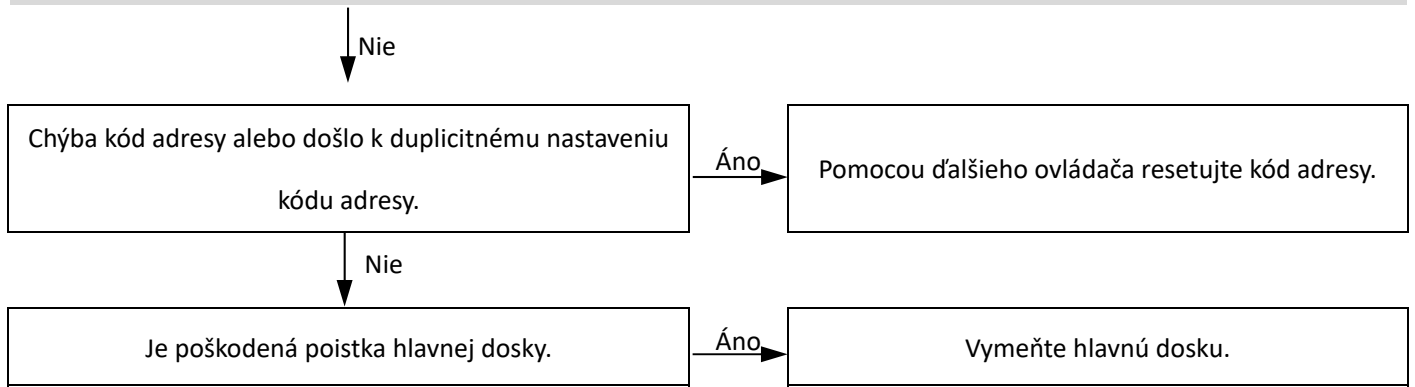 Nie
Chýba kód adresy alebo došlo k duplicitnému nastaveniu
kódu adresy.
Áno
Pomocou ďalšieho ovládača resetujte kód adresy.
Nie
Je poškodená poistka hlavnej dosky.
Áno
Vymeňte hlavnú dosku.